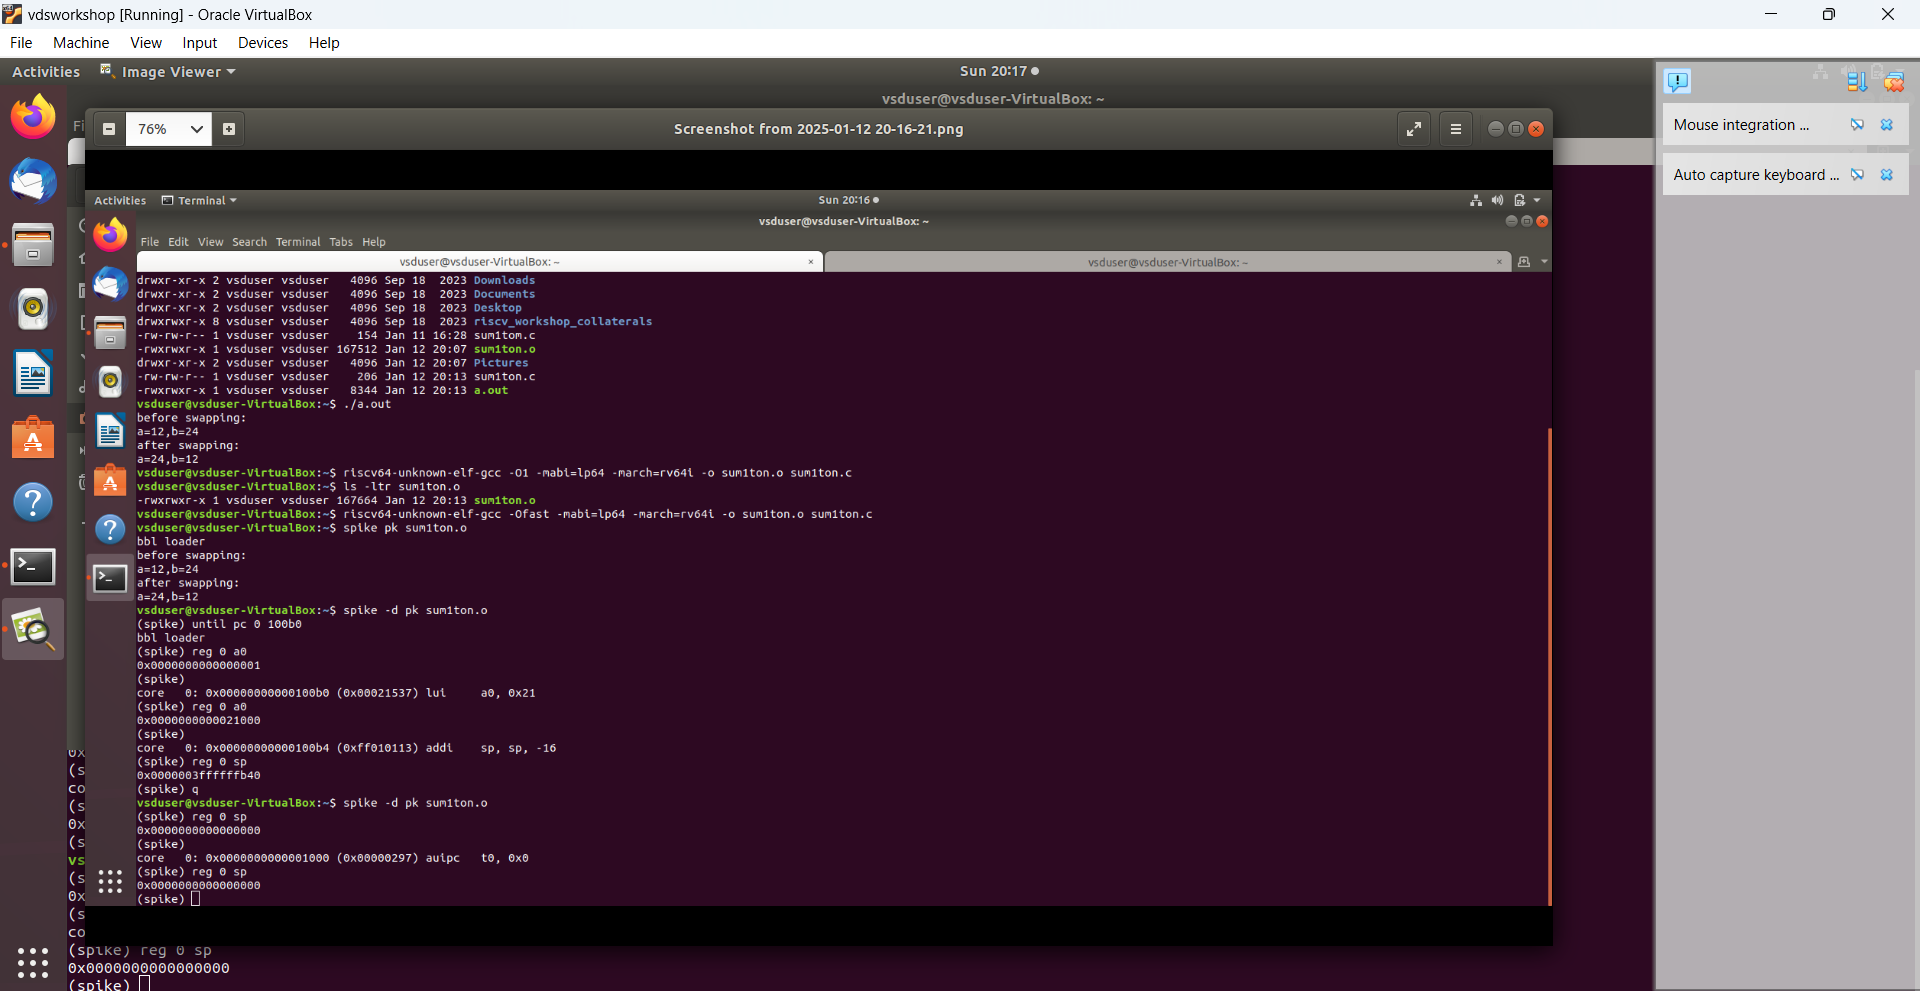 vdsworkshop [Running] - Oracle VirtualBox
File Machine View Input Devices Help
Activities Image Viewer Sun 20:17
vsduser@vsduser-VirtualBox: ~
Fi
76% Screenshot from 2025-01-12 20-16-21.png
Mouse integration ...
Auto capture keyboard ...
Activities Terminal Sun 20:16
vsduser@vsduser-VirtualBox: ~
File Edit View Search Terminal Tabs Help
vsduser@vsduser-VirtualBox: ~ × vsduser@vsduser-VirtualBox: ~ ×
drwxr-xr-x 2 vsduser vsduser 4096 Sep 18 2023 Downloads
drwxr-xr-x 2 vsduser vsduser 4096 Sep 18 2023 Documents
drwxr-xr-x 2 vsduser vsduser 4096 Sep 18 2023 Desktop
drwxrwxr-x 8 vsduser vsduser 4096 Sep 18 2023 riscv_workshop_collaterals
-rw-rw-r-- 1 vsduser vsduser 154 Jan 11 16:28 sum1tom.c
-rwxrwxr-x 1 vsduser vsduser 167512 Jan 12 20:07 sum1ton.o
drwxr-xr-x 2 vsduser vsduser 4096 Jan 12 20:07 Pictures
-rw-rw-r-- 1 vsduser vsduser 206 Jan 12 20:13 sum1ton.c
-rwxrwxr-x 1 vsduser vsduser 8344 Jan 12 20:13 a.out
vsduser@vsduser-VirtualBox:~$ ./a.out
before swapping:
a=12,b=24
after swapping:
a=24,b=12
vsduser@vsduser-VirtualBox:~$ riscv64-unknown-elf-gcc -O1 -mabi=lp64 -march=rv64i -o sum1ton.o sum1ton.c
vsduser@vsduser-VirtualBox:~$ ls -ltr sum1ton.o
-rwxrwxr-x 1 vsduser vsduser 167664 Jan 12 20:13 sum1ton.o
vsduser@vsduser-VirtualBox:~$ riscv64-unknown-elf-gcc -Ofast -mabi=lp64 -march=rv64i -o sum1ton.o sum1ton.c
vsduser@vsduser-VirtualBox:~$ spike pk sum1ton.o
bbl loader
before swapping:
a=12,b=24
after swapping:
a=24,b=12
vsduser@vsduser-VirtualBox:~$ spike -d pk sum1ton.o
(spike) until pc 0 100b0
bbl loader
(spike) reg 0 a0
0x0000000000000001
(spike)
core 0: 0x00000000000100b0 (0x00021537) lui a0, 0x21
(spike) reg 0 a0
0x0000000000021000
(spike)
core 0: 0x00000000000100b4 (0xff010113) addi sp, sp, -16
(spike) reg 0 sp
0x0000003ffffffb40
(spike) q
vsduser@vsduser-VirtualBox:~$ spike -d pk sum1ton.o
(spike) reg 0 sp
0x0000000000000000
(spike)
core 0: 0x0000000000001000 (0x00000297) auipc t0, 0x0
(spike) reg 0 sp
0x0000000000000000
(spike)
0x
(s
co
(s
0x
(s
vs
(s
0x
(s
co
(spike) reg 0 sp
0x0000000000000000
(spike)